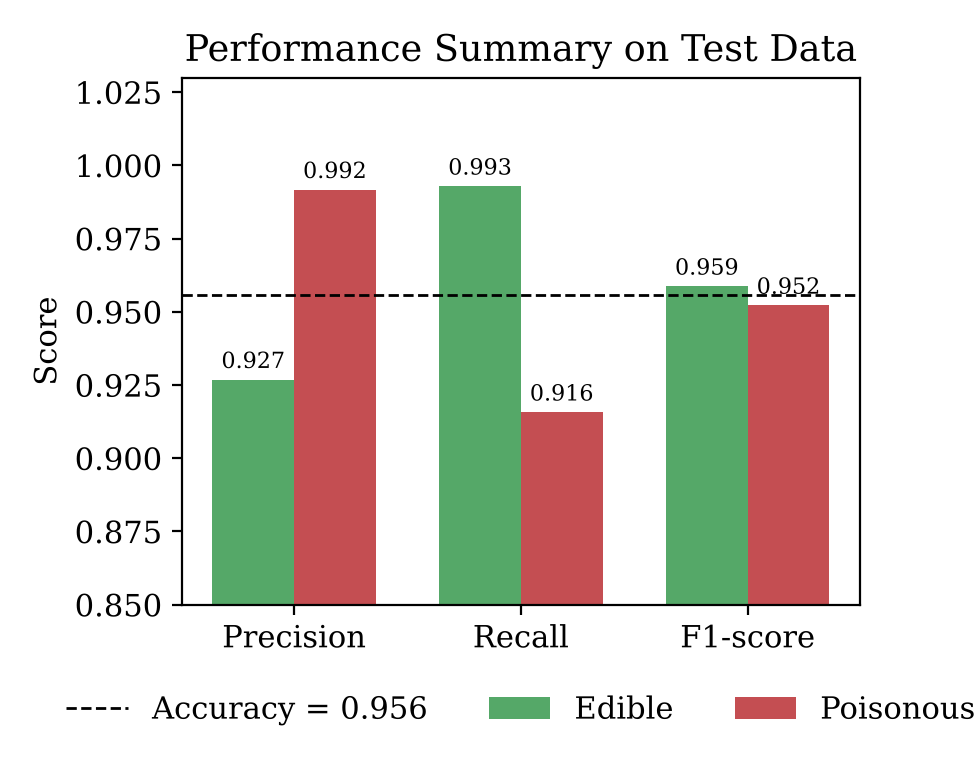 Performance Summary on Test Data
1.025
1.000
0.975
0.950
0.925
0.900
0.875
0.850
Score
0.927
0.992
0.993
0.916
0.959
0.952
Precision
Recall
F1-score
Accuracy = 0.956
Edible
Poisonous